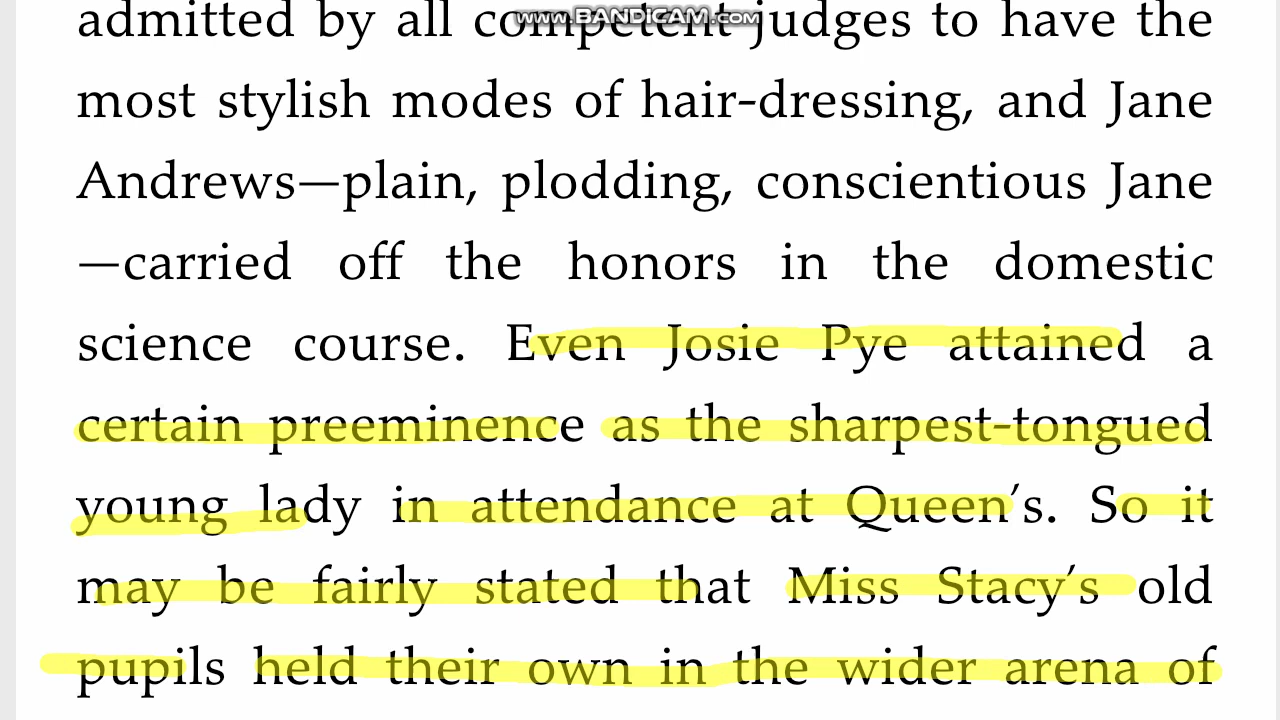 www.BANDICAM.com
admitted by all competent judges to have the
most stylish modes of hair-dressing, and Jane
Andrews—plain, plodding, conscientious Jane
—carried off the honors in the domestic
science course. Even Josie Pye attained a
certain preeminence as the sharpest-tongued
young lady in attendance at Queen’s. So it
may be fairly stated that Miss Stacy’s old
pupils held their own in the wider arena of